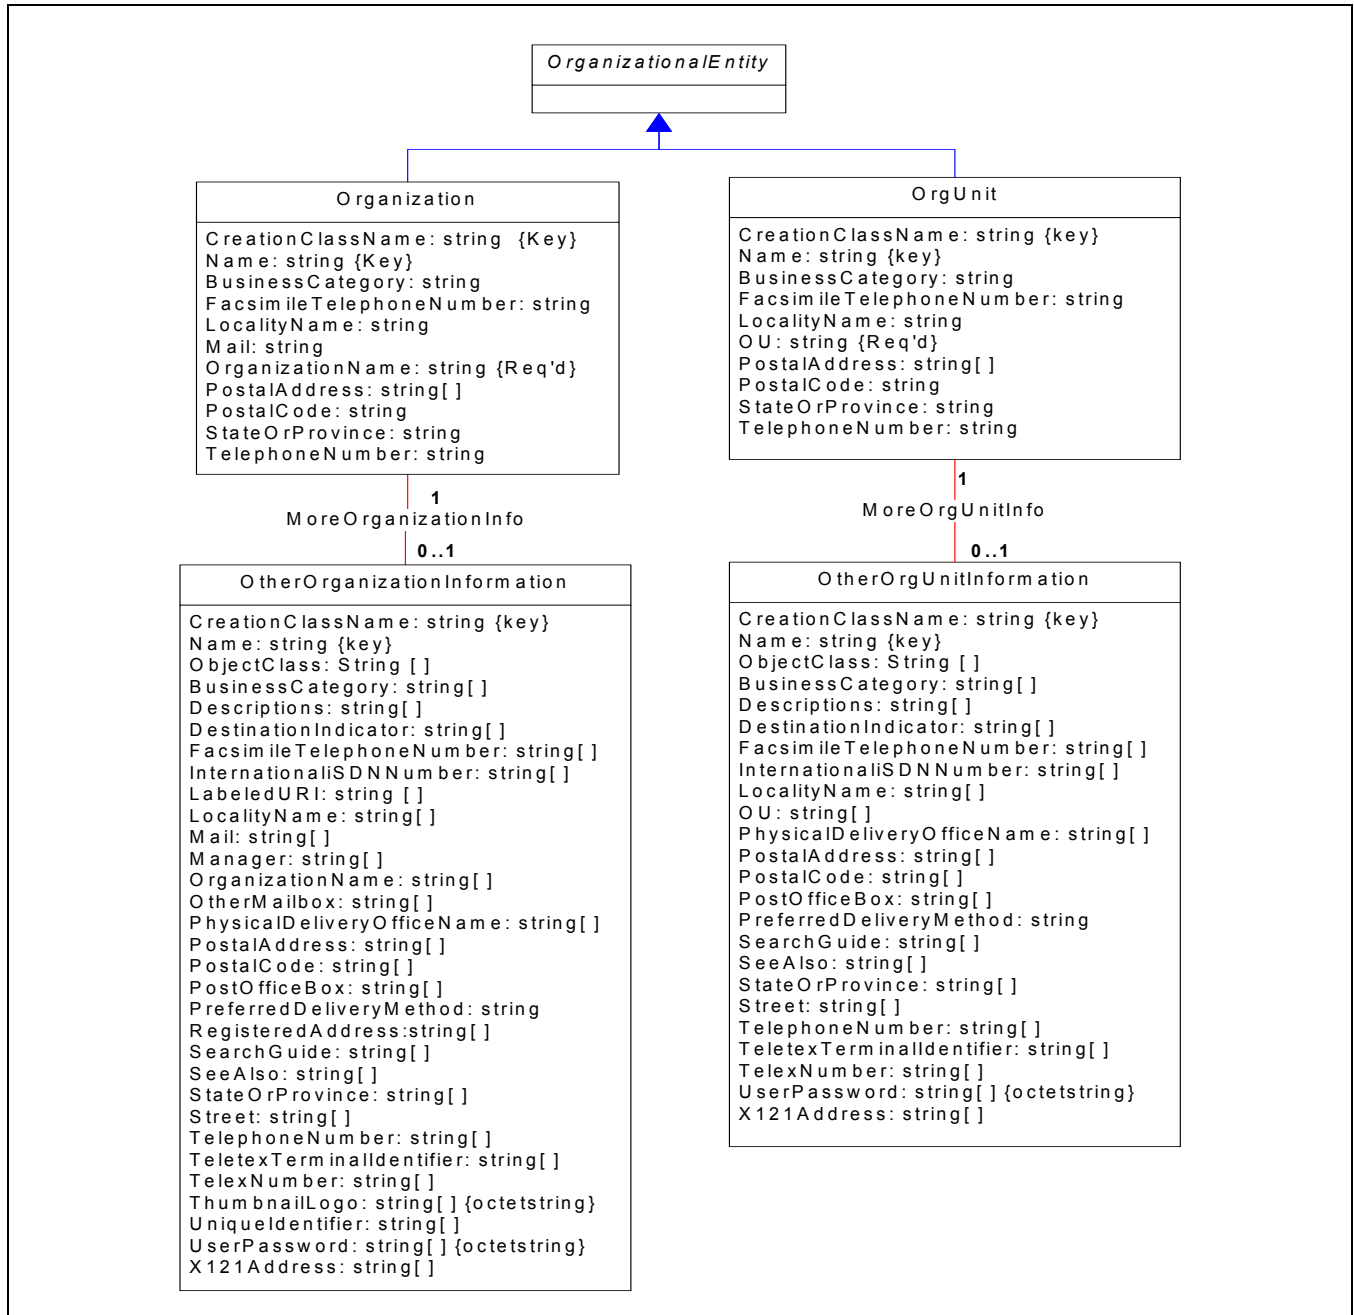 OrganizationalEntity
Organization
CreationClassName: string {Key}
Name: string {Key}
BusinessCategory: string
FacsimileTelephoneNumber: string
LocalityName: string
Mail: string
OrganizationName: string {Req'd}
PostalAddress: string[ ]
PostalCode: string
StateOrProvince: string
TelephoneNumber: string
OrgUnit
CreationClassName: string {key}
Name: string {key}
BusinessCategory: string
FacsimileTelephoneNumber: string
LocalityName: string
OU: string {Req'd}
PostalAddress: string[ ]
PostalCode: string
StateOrProvince: string
TelephoneNumber: string
1
MoreOrganizationInfo
0..1
1
MoreOrgUnitInfo
0..1
OtherOrganizationInformation
CreationClassName: string {key}
Name: string {key}
ObjectClass: String [ ]
BusinessCategory: string[ ]
Descriptions: string[ ]
DestinationIndicator: string[ ]
FacsimileTelephoneNumber: string[ ]
InternationaliSDNNumber: string[ ]
LabeledURI: string [ ]
LocalityName: string[ ]
Mail: string[ ]
Manager: string[ ]
OrganizationName: string[ ]
OtherMailbox: string[ ]
PhysicalDeliveryOfficeName: string[ ]
PostalAddress: string[ ]
PostalCode: string[ ]
PostOfficeBox: string[ ]
PreferredDeliveryMethod: string
RegisteredAddress:string[ ]
SearchGuide: string[ ]
SeeAlso: string[ ]
StateOrProvince: string[ ]
Street: string[ ]
TelephoneNumber: string[ ]
TeletexTerminalIdentifier: string[ ]
TelexNumber: string[ ]
ThumbnailLogo: string[ ] {octetstring}
UniqueIdentifier: string[ ]
UserPassword: string[ ] {octetstring}
X121Address: string[ ]
OtherOrgUnitInformation
CreationClassName: string {key}
Name: string {key}
ObjectClass: String [ ]
BusinessCategory: string[ ]
Descriptions: string[ ]
DestinationIndicator: string[ ]
FacsimileTelephoneNumber: string[ ]
InternationaliSDNNumber: string[ ]
LocalityName: string[ ]
OU: string[ ]
PhysicalDeliveryOfficeName: string[ ]
PostalAddress: string[ ]
PostalCode: string[ ]
PostOfficeBox: string[ ]
PreferredDeliveryMethod: string
SearchGuide: string[ ]
SeeAlso: string[ ]
StateOrProvince: string[ ]
Street: string[ ]
TelephoneNumber: string[ ]
TeletexTerminalIdentifier: string[ ]
TelexNumber: string[ ]
UserPassword: string[ ] {octetstring}
X121Address: string[ ]